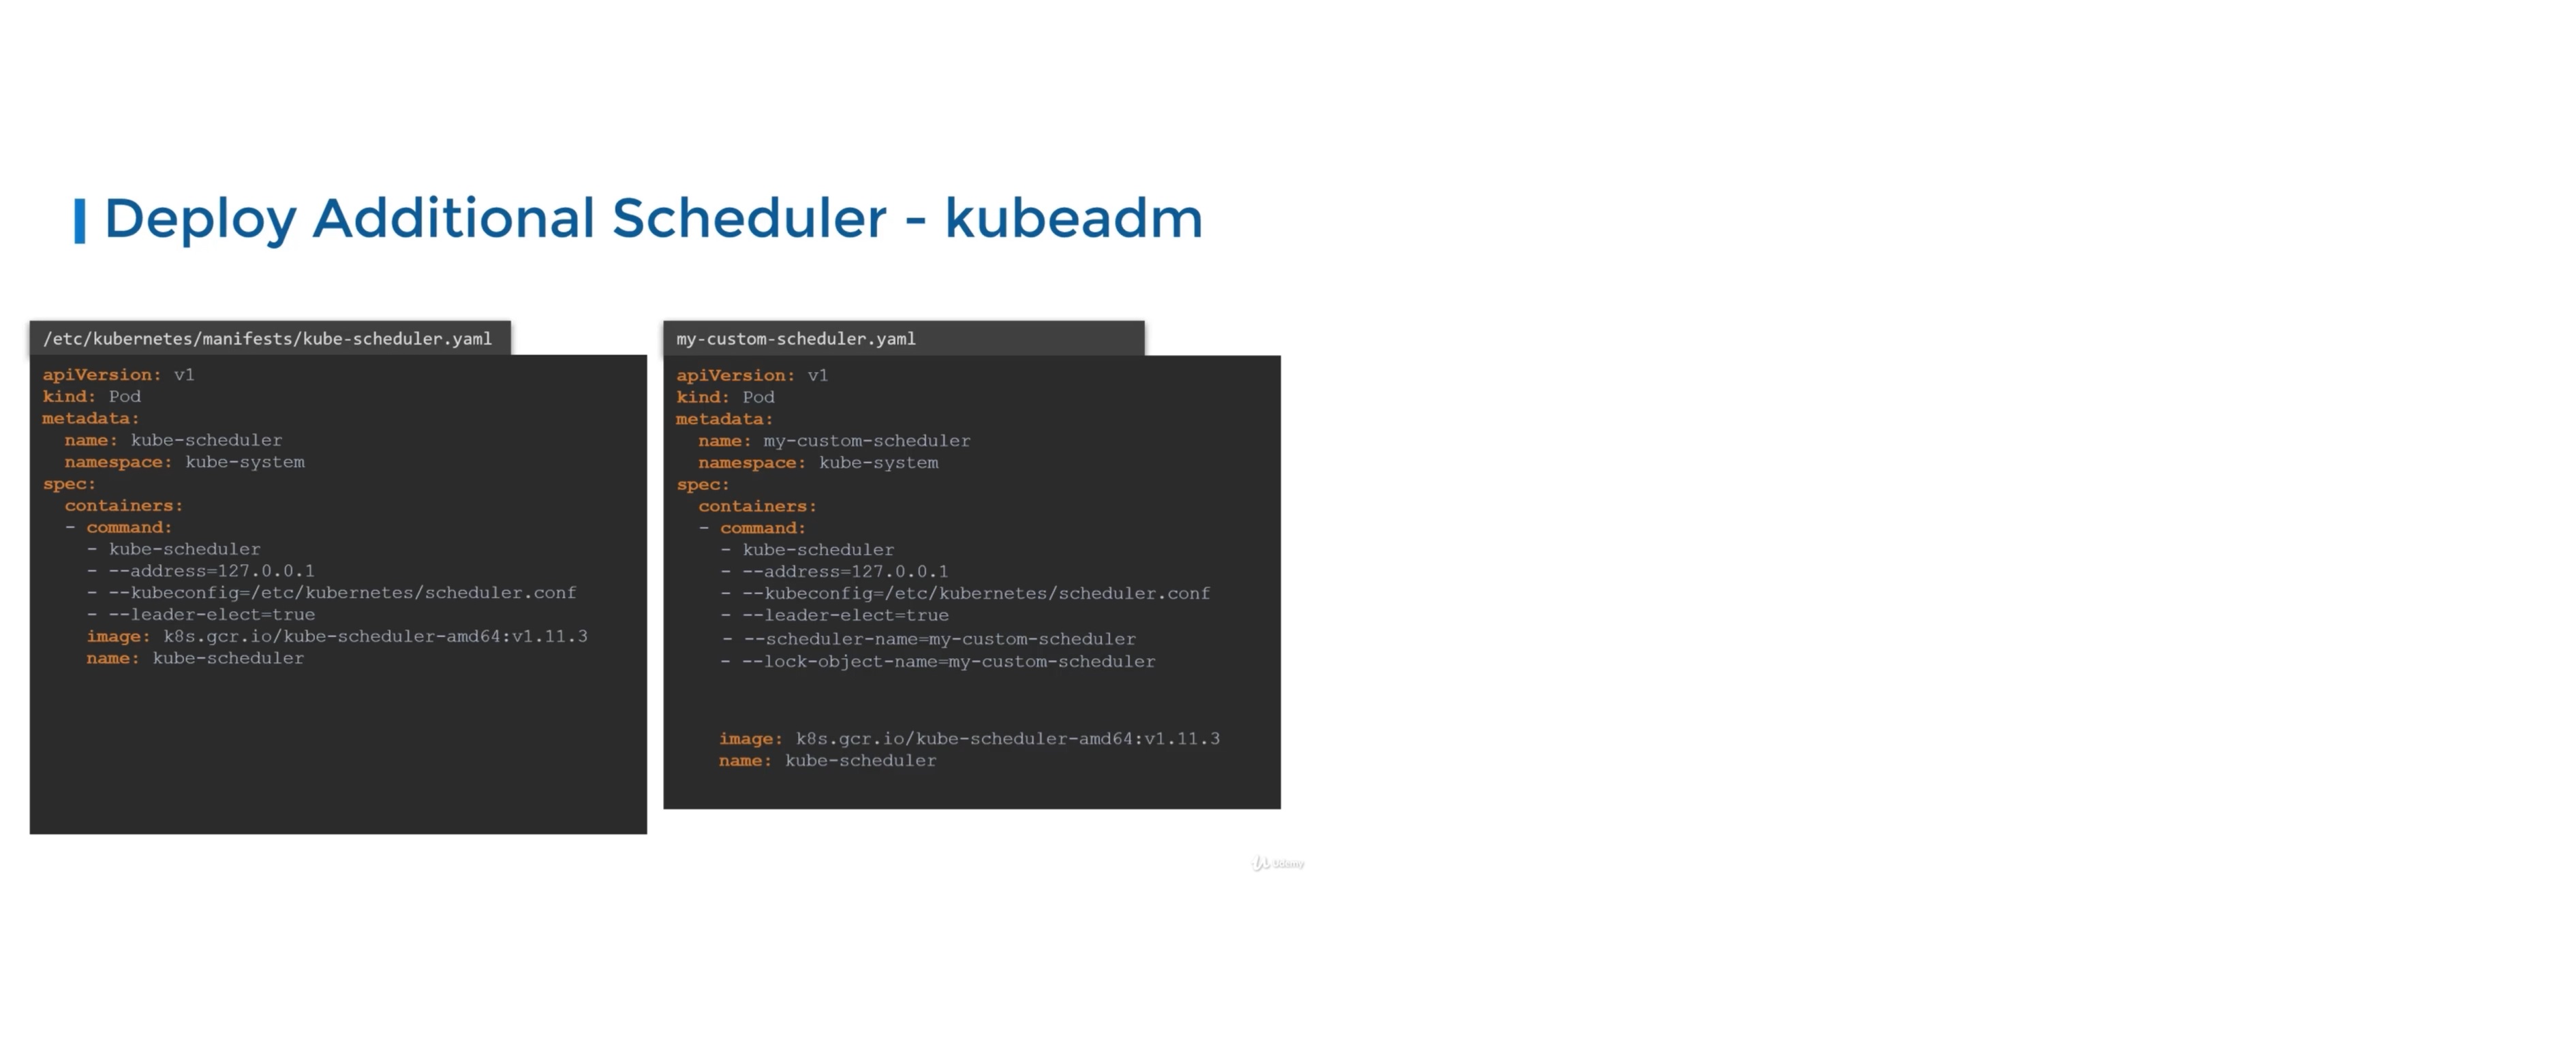 Deploy Additional Scheduler - kubeadm
/etc/kubernetes/manifests/kube-scheduler.yaml
apiVersion: v1
kind: Pod
metadata:
  name: kube-scheduler
  namespace: kube-system
spec:
  containers:
  - command:
    - kube-scheduler
    - --address=127.0.0.1
    - --kubeconfig=/etc/kubernetes/scheduler.conf
    - --leader-elect=true
    image: k8s.gcr.io/kube-scheduler-amd64:v1.11.3
    name: kube-scheduler
my-custom-scheduler.yaml
apiVersion: v1
kind: Pod
metadata:
  name: my-custom-scheduler
  namespace: kube-system
spec:
  containers:
  - command:
    - kube-scheduler
    - --address=127.0.0.1
    - --kubeconfig=/etc/kubernetes/scheduler.conf
    - --leader-elect=true
    - --scheduler-name=my-custom-scheduler
    - --lock-object-name=my-custom-scheduler
    image: k8s.gcr.io/kube-scheduler-amd64:v1.11.3
    name: kube-scheduler
Udemy